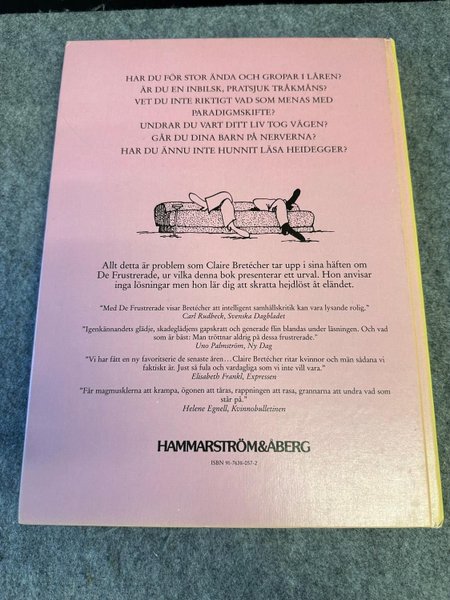 HAR DU FÖR STOR ÄNDA OCH GROPAR I LÅREN?
ÄR DU EN INBILSK, PRATSJUK TRÅKMÅNS?
VET DU INTE RIKTIGT VAD SOM MENAS MED
PARADIGMSKIFTE?
UNDRAR DU VART DITT LIV TOG VÄGEN?
GÅR DU DINA BARN PÅ NERVERNA?
HAR DU ÄNNU INTE HUNNIT LÄSA HEIDEGGER?
Allt detta är problem som Claire Bretécher tar upp i sina häften om
De Frustrerade, ur vilka denna bok presenterar ett urval. Hon anvisar
inga lösningar men hon lär dig att skratta hejdlöst åt eländet.
"Med De Frustrerade visar Bretécher att intelligent samhällskritik kan vara lysande rolig."
Carl Rudbeck, Svenska Dagbladet
"Igenkännandets glädje, skadeglädjens gapskratt och generade flin blandas under läsningen. Och vad
som är bäst: Man tröttnar aldrig på dessa frustrerade."
Uno Palmström, Ny Dag
"Vi har fått en ny favoritserie de senaste åren...Claire Bretécher ritar kvinnor och män sådana vi
faktiskt är. Just så fula och vardagliga som vi inte vill vara."
Elisabeth Frankl, Expressen
"Får magmusklerna att krampa, ögonen att tåras, rappningen att rasa, grannarna att undra vad som
står på."
Helene Egnell, Kvinnobulletinen
HAMMARSTRÖM&ÅBERG
ISBN 91-7638-057-2